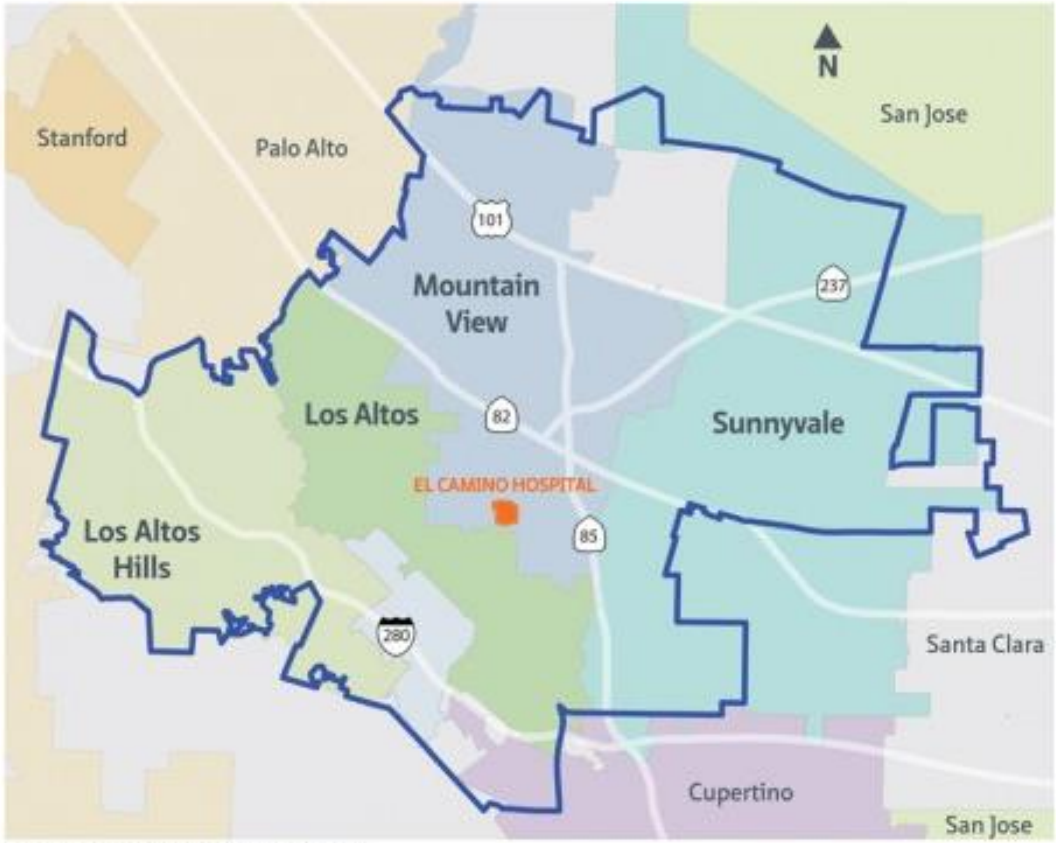 N
San Jose
Stanford
Palo Alto
101
Mountain
View
237
Los Altos
82
Sunnyvale
EL CAMINO HOSPITAL
Los Altos
Hills
85
280
Santa Clara
Cupertino
San Jose